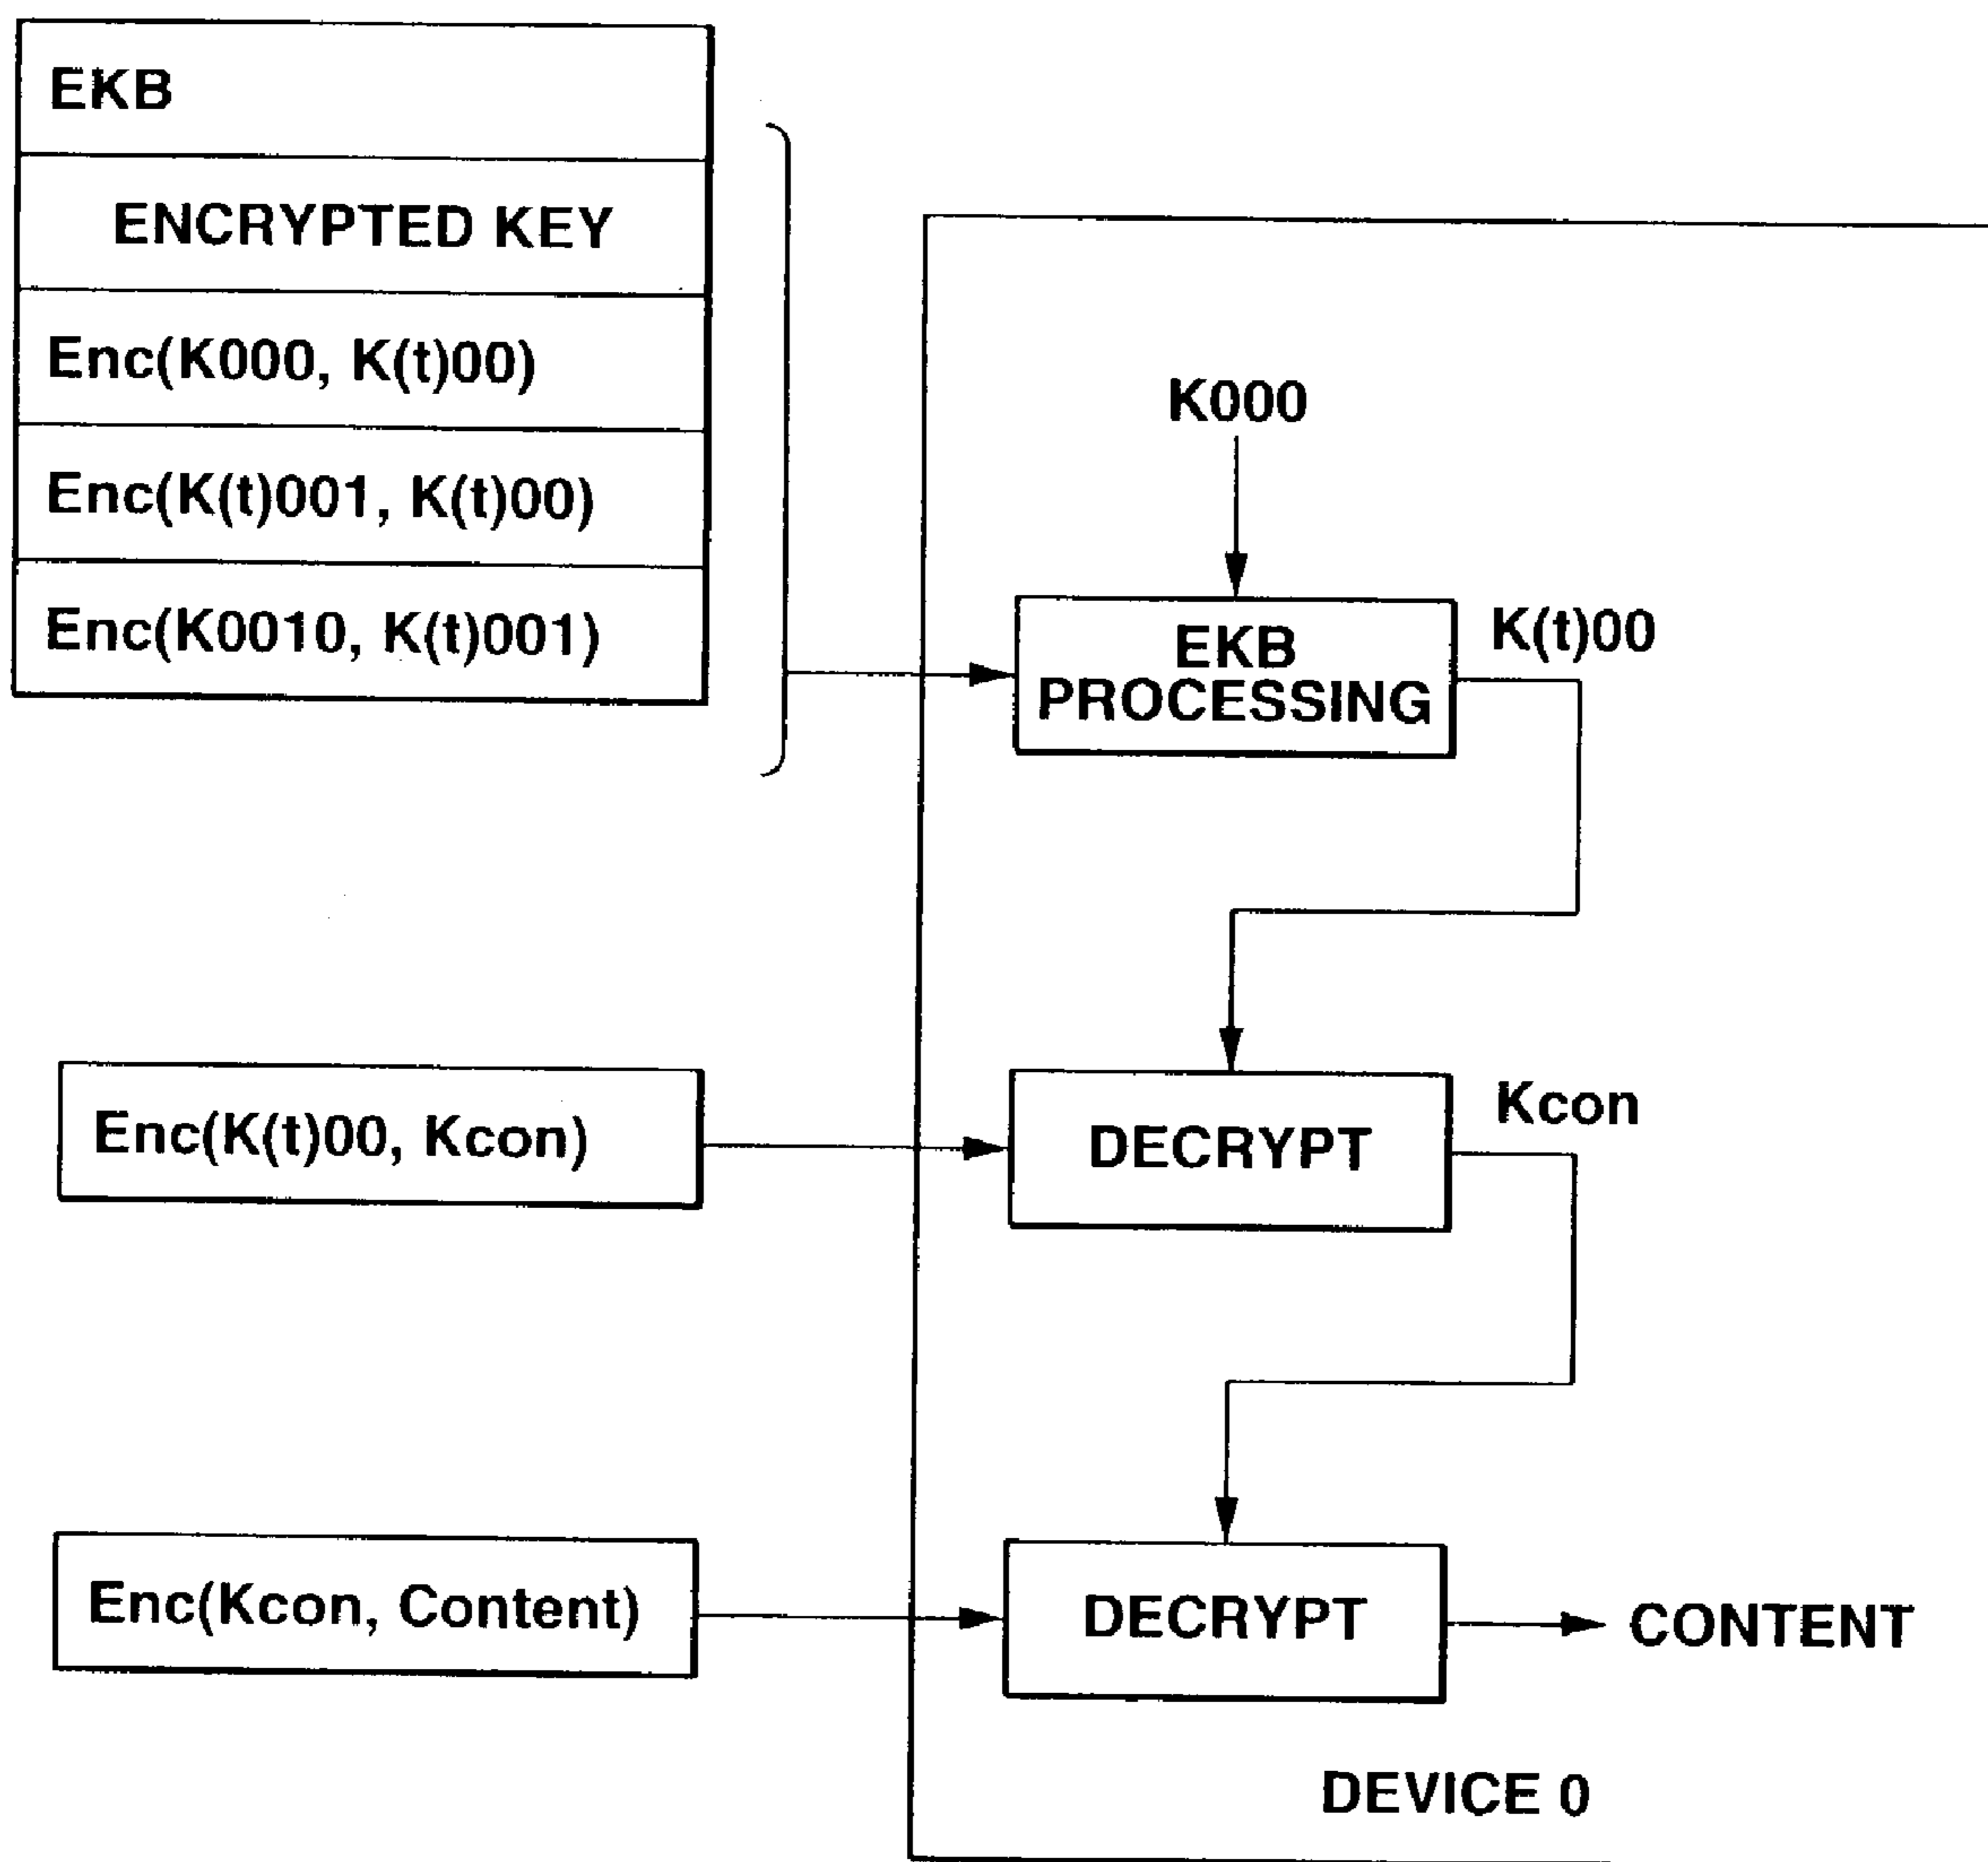 EKB
ENCRYPTED KEY
Enc(K000, K(t)00)
Enc(K(t)001, K(t)00)
Enc(K0010, K(t)001)
K000
EKB
PROCESSING
K(t)00
Enc(K(t)00, Kcon)
DECRYPT
Kcon
Enc(Kcon, Content)
DECRYPT
CONTENT
DEVICE 0